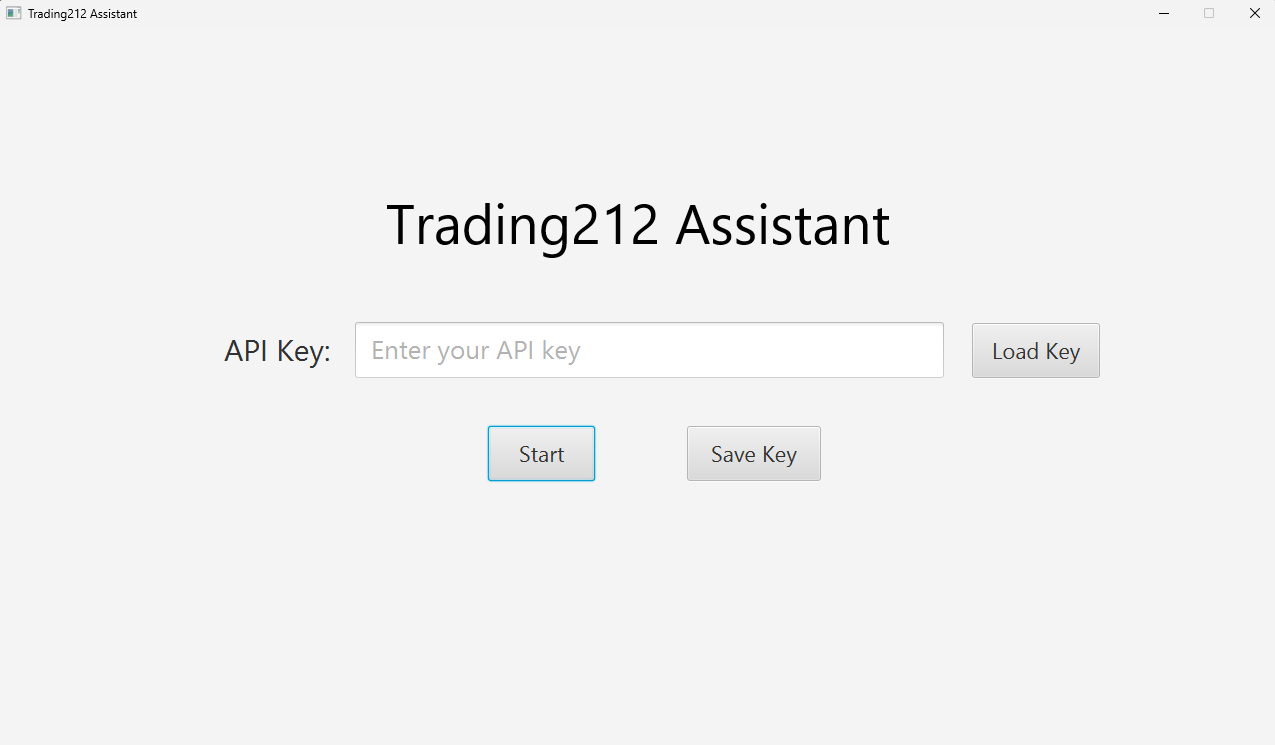 Trading212 Assistant
Trading212 Assistant
API Key:
Enter your API key
Load Key
Start
Save Key